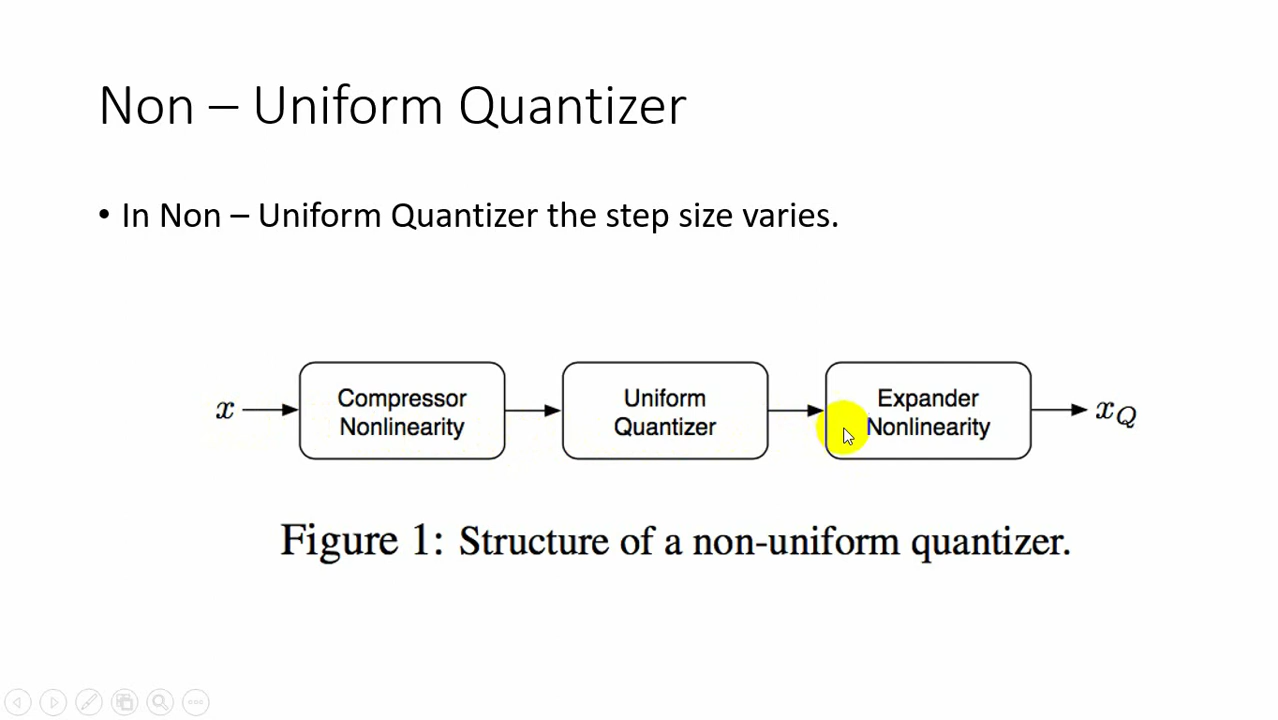 Non – Uniform Quantizer
• In Non – Uniform Quantizer the step size varies.
x
Compressor
Nonlinearity
Uniform
Quantizer
Expander
Nonlinearity
xQ
Figure 1: Structure of a non-uniform quantizer.